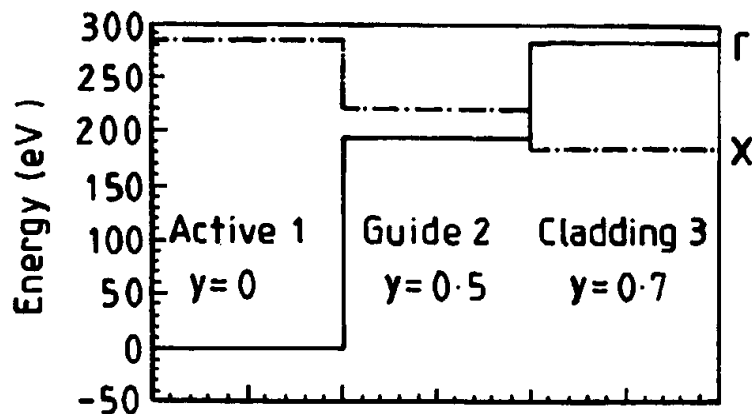 300
250
200
150
100
50
0
-50
Energy (eV)
Active 1
y=0
Guide 2
y=0·5
Cladding 3
y=0·7
Γ
X